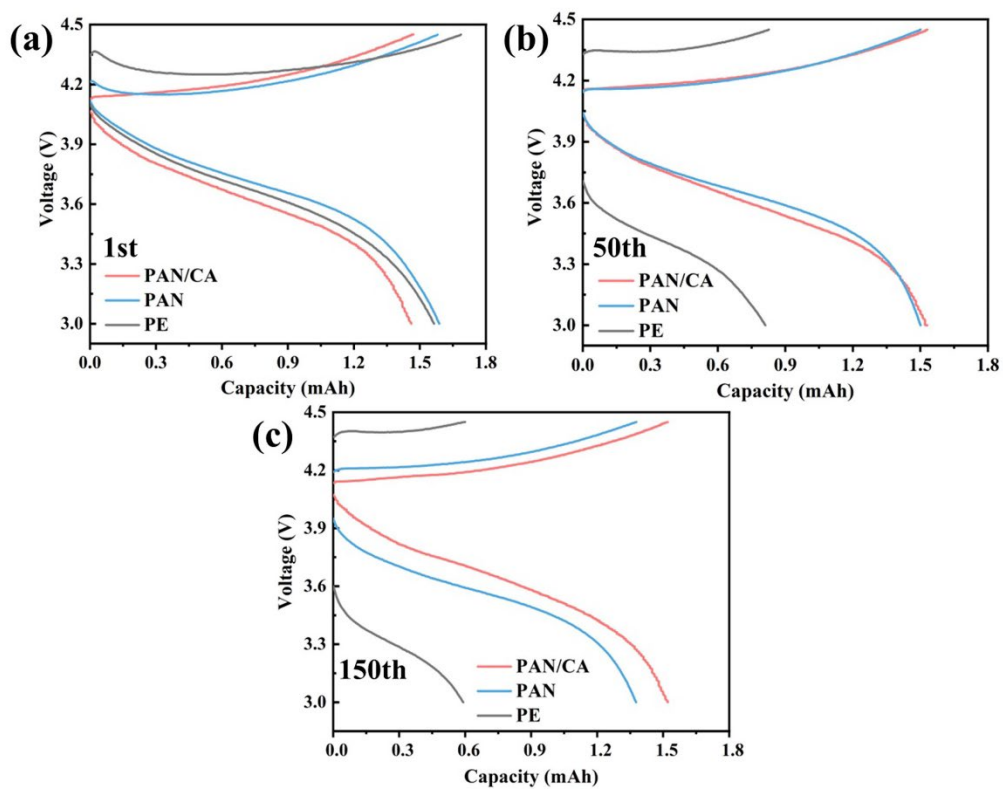 (a)
4.5
4.2
3.9
3.6
3.3
3.0
Voltage (V)
1st
PAN/CA
PAN
PE
0.0 0.3 0.6 0.9 1.2 1.5 1.8
Capacity (mAh)
(b)
4.5
4.2
3.9
3.6
3.3
3.0
Voltage (V)
50th
PAN/CA
PAN
PE
0.0 0.3 0.6 0.9 1.2 1.5 1.8
Capacity (mAh)
(c)
4.5
4.2
3.9
3.6
3.3
3.0
Voltage (V)
150th
PAN/CA
PAN
PE
0.0 0.3 0.6 0.9 1.2 1.5 1.8
Capacity (mAh)